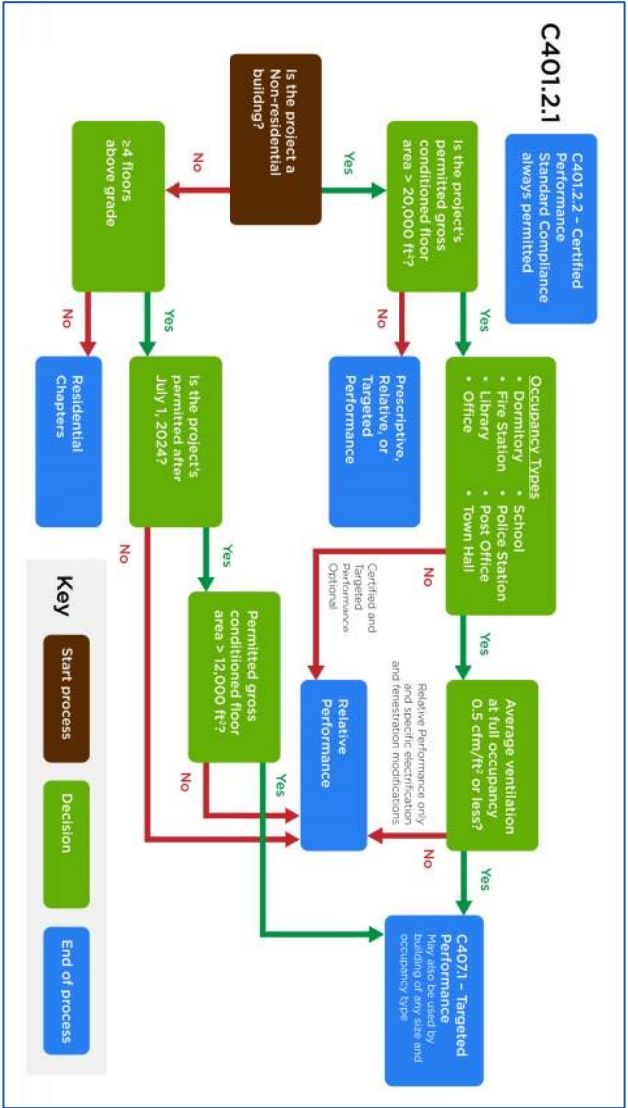 C401.2.1
C401.2.2 – Certified
Performance
Standard Compliance
always permitted
Is the project a
Non-residential
buildng?
Yes
No
Is the project's
permitted gross
conditioned floor
area > 20,000 ft²?
Yes
No
Occupancy Types
• Dormitory
• Fire Station
• Library
• Office
• School
• Police Station
• Post Office
• Town Hall
Yes
No
Average ventilation
at full occupancy
0.5 cfm/ft² or less?
Yes
No
C407.1 – Targeted
Performance
May also be used by
building of any size and
occupancy type
Prescriptive,
Relative, or
Targeted
Performance
Certified and
Targeted
Performance
Optional
Relative Performance only
and specific electrification
and fenestration modifications
Relative
Performance
≥4 floors
above grade
Yes
No
Is the project's
permitted after
July 1, 2024?
Yes
No
Permitted gross
conditiioned floor
area > 12,000 ft²?
Yes
No
Residential
Chapters
Key
Start process
Decision
End of process